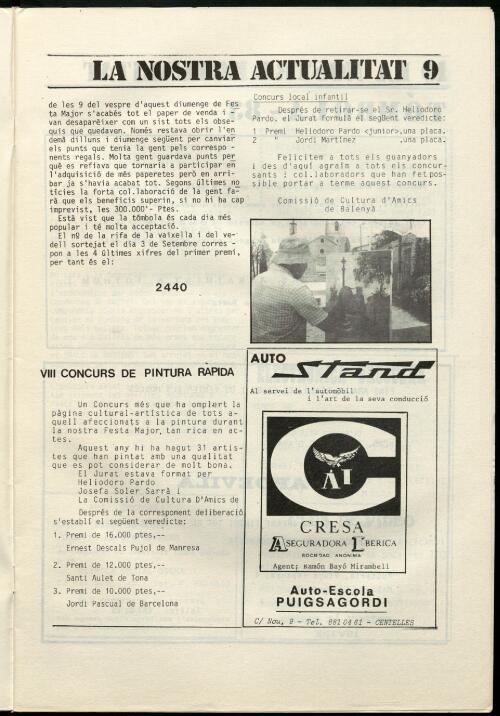 LA NOSTRA ACTUALITAT 9
de les 9 del vespre d'aquest diumenge de Fes
ta Major s'acabés tot el paper de venda i -
van desaparèixer com un sist tots els obse-
quis que quedaven. Només restava obrir l'en
demà dilluns i diumenge següent per canviar
els punts que tenia la gent pels correspo -
nents regals. Molta gent guardava punts per
què es refiava que tornaria a participar en
l'adquisició de més paperetes però en arri-
bar ja s'havia acabat tot. Segons últimes no
tícies la forta col.laboració de la gent fa-
rà que els beneficis superin, si no hi ha cap
imprevist, les 300.000'- Ptes.
Està vist que la tómbola és cada dia més
popular i té molta acceptació.
El nº de la rifa de la vaixella i del ve-
dell sortejat el dia 3 de Setembre corres -
pon a les 4 últimes xifres del primer premi,
per tant és el:
2440
VIII CONCURS DE PINTURA RAPIDA
Un Concurs més que ha omplert la
pàgina cultural-artística de tots a-
quell afeccionats a la pintura durant
la nostra Festa Major, tan rica en ac-
tes.
Aquest any hi ha hagut 31 artis-
tes que han pintat amb una qualitat
que es pot considerar de molt bona.
El Jurat estava format per
Heliodoro Pardo
Josefa Soler Sarrà i
La Comissió de Cultura D'Amics de
Després de la corresponent deliberació
s'establí el següent veredicte:
1. Premi de 16.000 ptes,--
Ernest Descals Pujol de Manresa
2. Premi de 12.000 ptes,--
Santi Aulet de Tona
3. Premi de 10.000 ptes,--
Jordi Pascual de Barcelona
Concurs local infantil
Després de retirar-se el Sr. Heliodoro
Pardo, el Jurat formulà el següent veredicte:
1 Premi Heliodoro Pardo <junior>.una placa.
2 " Jordi Martínez .una placa.
Felicitem a tots els guanyadors
i des d'aquí agraïm a tots els concur-
sants i col.laboradors que han fet pos-
sible portar a terme aquest concurs.
Comissió de Cultura d'Amics
de Balenyà
AUTO Stand
Al servei de l'automòbil
i l'art de la seva conducció
C
AI
CRESA
ASEGURADORA IBERICA
SOCIEDAD ANONIMA
Agent; Ramón Bayó Mirambell
Auto-Escola
PUIGSAGORDI
C/ Nou, 9 - Tel. 881 04 61 - CENTELLES